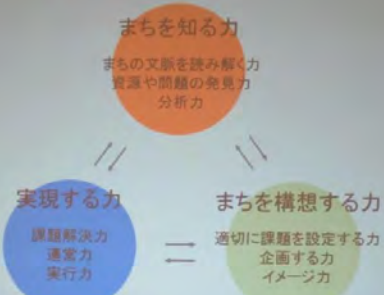 まちを知る力
まちの文脈を読み解く力
資源や問題の発見力
分析力
実現する力
課題解決力
運営力
実行力
まちを構想する力
適切に課題を設定する力
企画する力
イメージ力